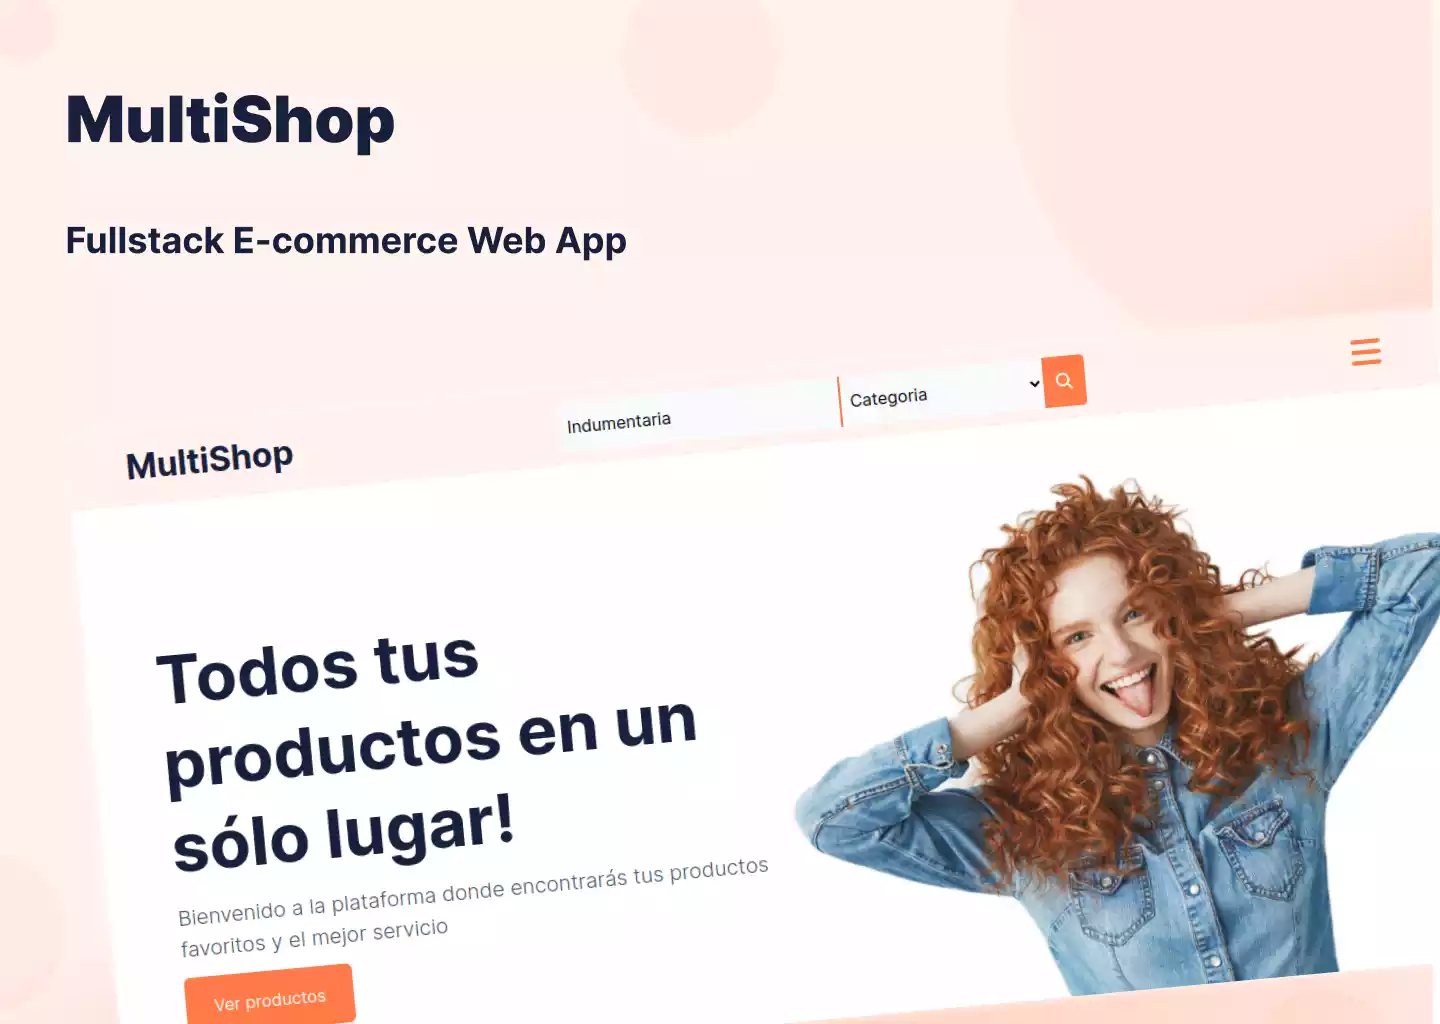 MultiShop
Fullstack E-commerce Web App
MultiShop
Indumentaria
Categoria
Todos tus
productos en un
sólo lugar!
Bienvenido a la plataforma donde encontrarás tus productos
favoritos y el mejor servicio
Ver productos